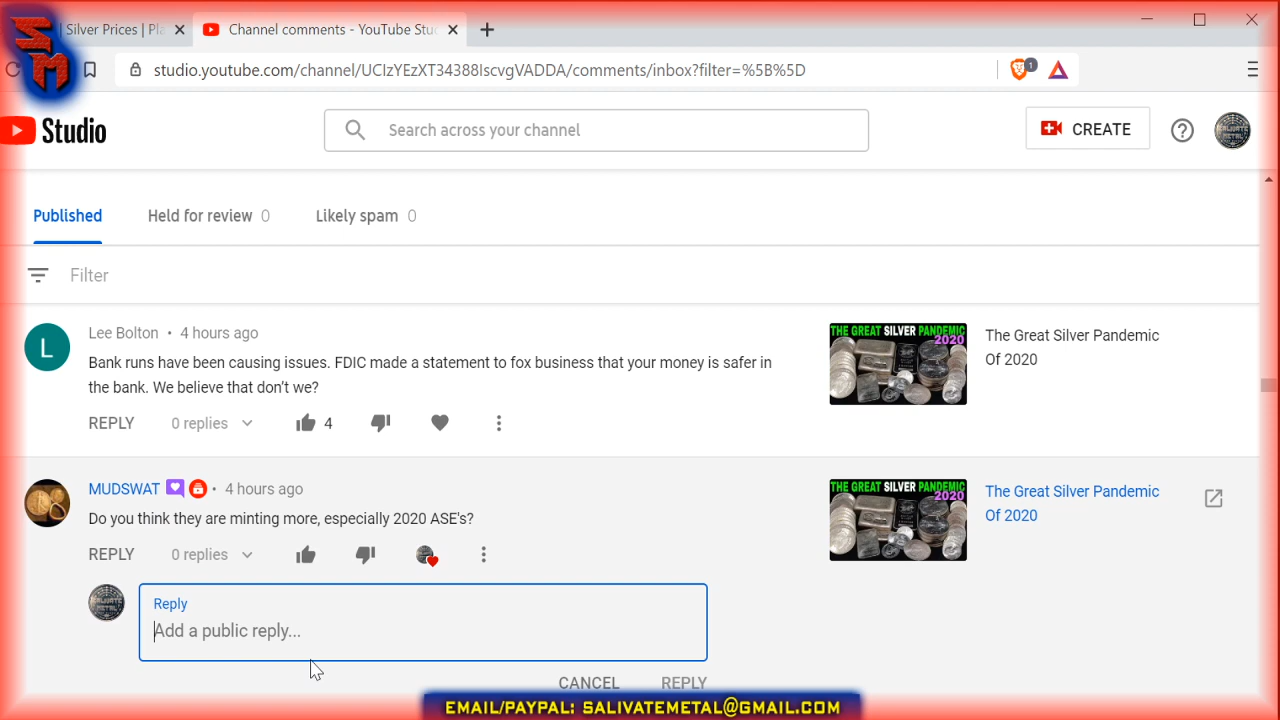 SM
Silver Prices | Pla
Channel comments - YouTube Stu
studio.youtube.com/channel/UCIzYEzXT34388IscvgVADDA/comments/inbox?filter=%5B%5D
1
Studio
Search across your channel
CREATE
Published
Held for review 0
Likely spam 0
Filter
Lee Bolton • 4 hours ago
Bank runs have been causing issues. FDIC made a statement to fox business that your money is safer in
the bank. We believe that don't we?
REPLY 0 replies 4
THE GREAT SILVER PANDEMIC
2020
The Great Silver Pandemic
Of 2020
L
MUDSWAT • 4 hours ago
Do you think they are minting more, especially 2020 ASE's?
REPLY 0 replies
THE GREAT SILVER PANDEMIC
2020
The Great Silver Pandemic
Of 2020
Reply
Add a public reply...
CANCEL REPLY
EMAIL/PAYPAL: SALIVATEMETAL@GMAIL.COM